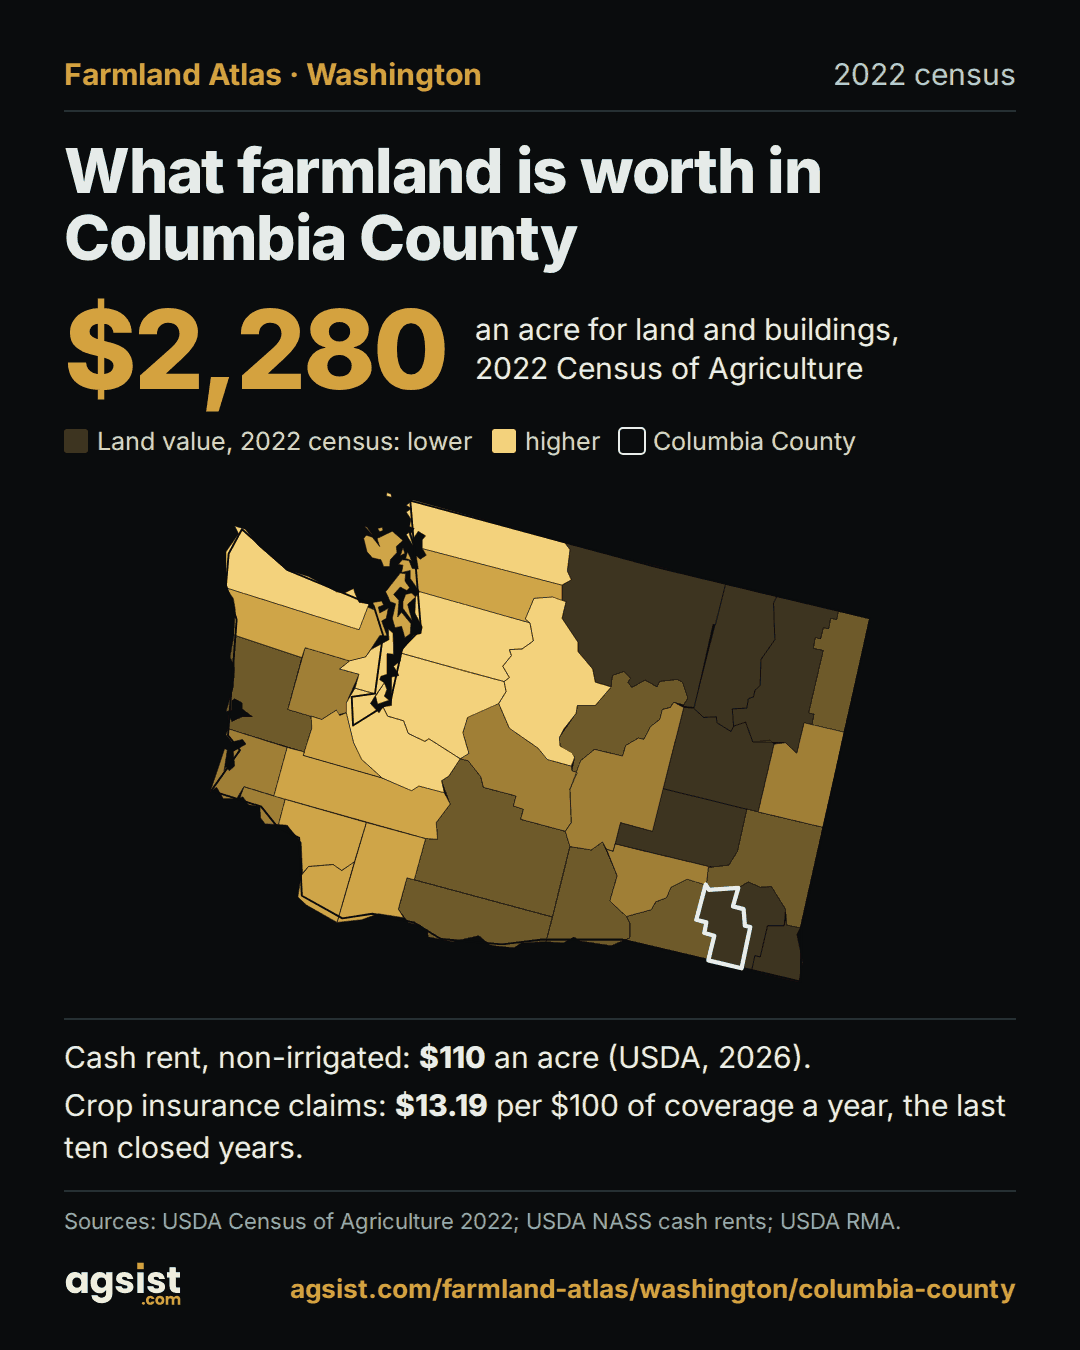 Farmland Atlas · Washington
2022 census
What farmland is worth in
Columbia County
$2,280
an acre for land and buildings,
2022 Census of Agriculture
Land value, 2022 census: lower
higher
Columbia County
Cash rent, non-irrigated: $110 an acre (USDA, 2026).
Crop insurance claims: $13.19 per $100 of coverage a year, the last
ten closed years.
Sources: USDA Census of Agriculture 2022; USDA NASS cash rents; USDA RMA.
agsist
.com
agsist.com/farmland-atlas/washington/columbia-county